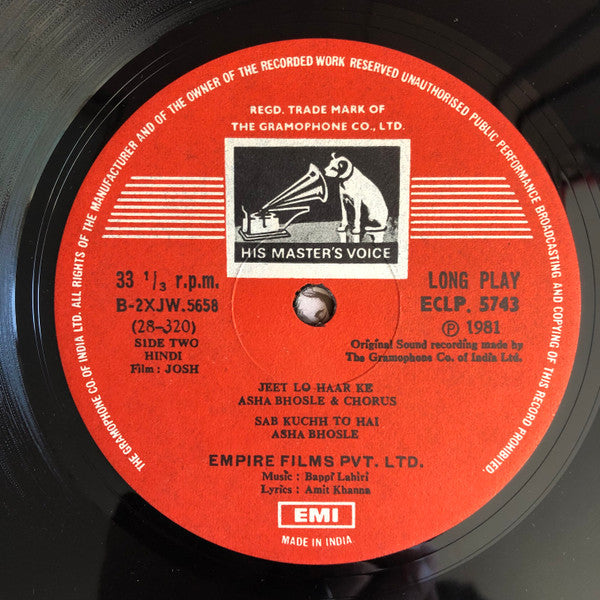 THE GRAMOPHONE CO. OF INDIA LTD. ALL RIGHTS OF THE MANUFACTURER AND OF THE OWNER OF THE RECORDED WORK RESERVED UNAUTHORISED PUBLIC PERFORMANCE BROADCASTING AND COPYING OF THIS RECORD PROHIBITED.
REGD. TRADE MARK OF
THE GRAMOPHONE CO., LTD.
HIS MASTER'S VOICE
33 1/3 r.p.m.
B-2XJW.5658
(28-320)
SIDE TWO
HINDI
Film : JOSH
LONG PLAY
ECLP. 5743
Ⓟ 1981
Original Sound recording made by
The Gramophone Co. of India Ltd.
JEET LO HAAR KE
ASHA BHOSLE & CHORUS
SAB KUCHH TO HAI
ASHA BHOSLE
EMPIRE FILMS PVT. LTD.
Music : Bappi Lahiri
Lyrics : Amit Khanna
EMI
MADE IN INDIA